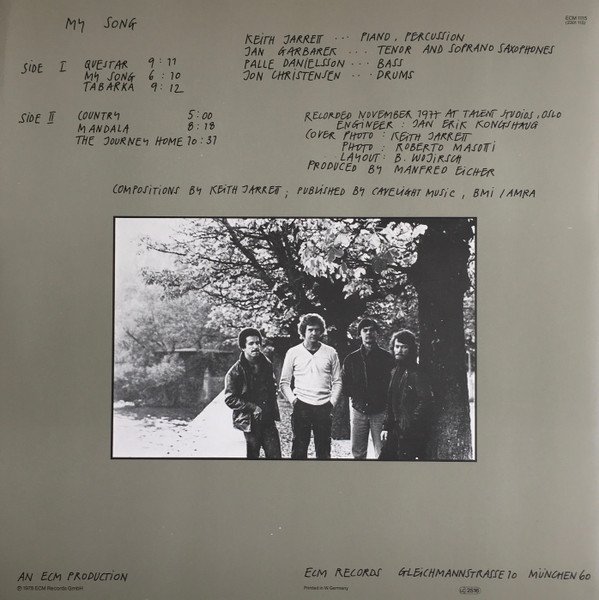 MY SONG
ECM 1115
SIDE I
QUESTAR 9:11
MY SONG 6:10
TABARKA 9:12
SIDE II
COUNTRY 5:00
MANDALA 8:18
THE JOURNEY HOME 10:31
KEITH JARRETT ... PIANO, PERCUSSION
JAN GARBAREK ... TENOR AND SOPRANO SAXOPHONES
PALLE DANIELSSON ... BASS
JON CHRISTENSEN ... DRUMS
RECORDED NOVEMBER 1977 AT TALENT STUDIOS, OSLO
ENGINEER: JAN ERIK KONGSHAUG
COVER PHOTO: KEITH JARRETT
PHOTO: ROBERTO MASOTTI
LAYOUT: B. WOJIRSCH
PRODUCED BY MANFRED EICHER
COMPOSITIONS BY KEITH JARRETT; PUBLISHED BY CAVELIGHT MUSIC, BMI / AMRA
AN ECM PRODUCTION
℗ 1978 ECM Records GmbH
ECM RECORDS GLEICHMANNSTRASSE 10 MÜNCHEN 60
Printed in W. Germany
LC 2516